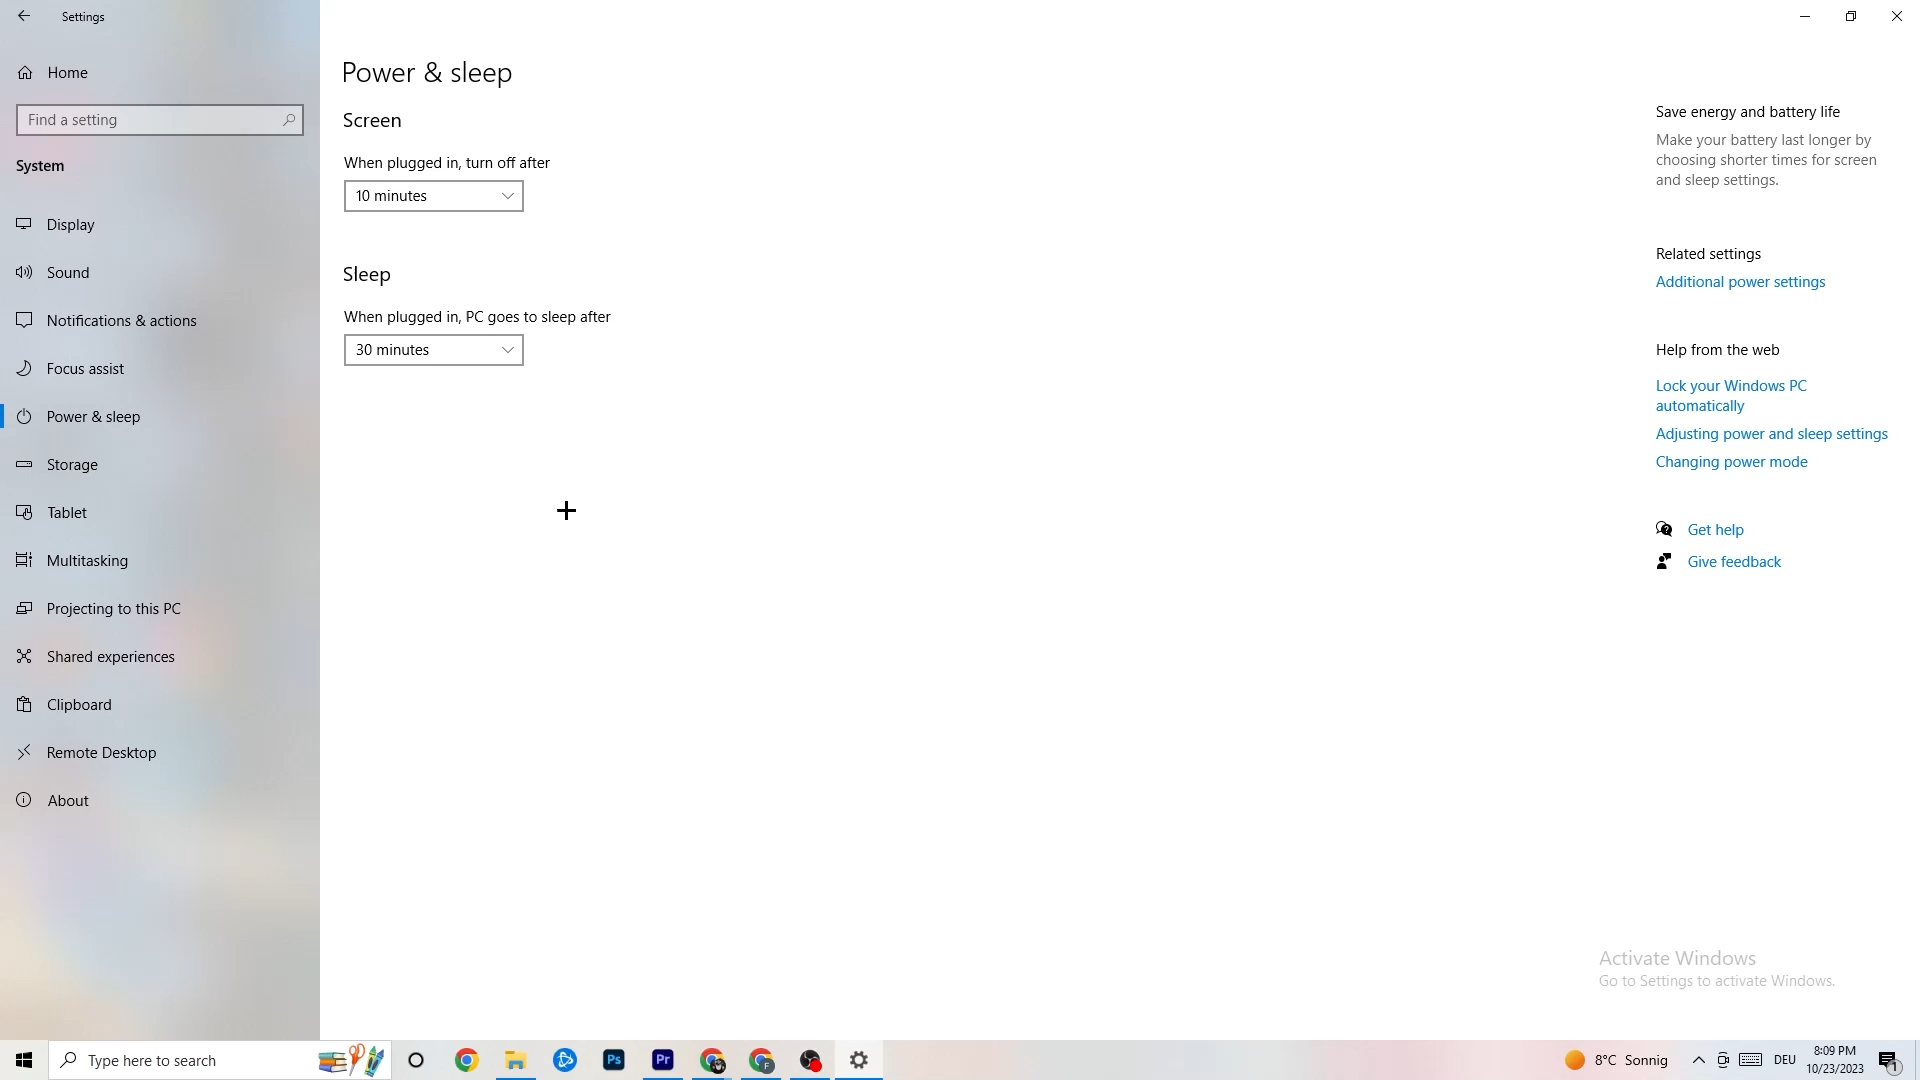 Settings
Home
Find a setting
System
Display
Sound
Notifications & actions
Focus assist
Power & sleep
Storage
Tablet
Multitasking
Projecting to this PC
Shared experiences
Clipboard
Remote Desktop
About
Power & sleep
Screen
When plugged in, turn off after
10 minutes
Sleep
When plugged in, PC goes to sleep after
30 minutes
Save energy and battery life
Make your battery last longer by
choosing shorter times for screen
and sleep settings.
Related settings
Additional power settings
Help from the web
Lock your Windows PC
automatically
Adjusting power and sleep settings
Changing power mode
Get help
Give feedback
Activate Windows
Go to Settings to activate Windows.
Type here to search
Ps
Pr
F
8°C Sonnig
DEU
8:09 PM
10/23/2023
1